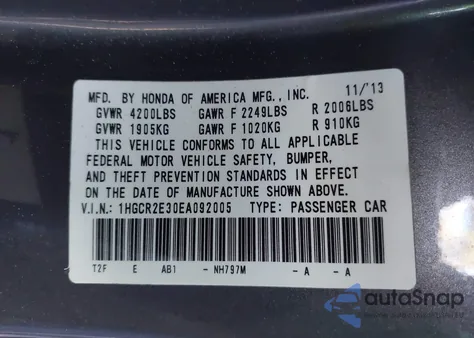 MFD. BY HONDA OF AMERICA MFG., INC. 11/'13
GVWR 4200LBS GAWR F 2249LBS R 2006LBS
GVWR 1905KG GAWR F 1020KG R 910KG
THIS VEHICLE CONFORMS TO ALL APPLICABLE
FEDERAL MOTOR VEHICLE SAFETY, BUMPER,
AND THEFT PREVENTION STANDARDS IN EFFECT
ON THE DATE OF MANUFACTURE SHOWN ABOVE.
V.I.N.: 1HGCR2E30EA092005 TYPE: PASSENGER CAR
T2F E AB1 - NH797M - A - A
autoSnap